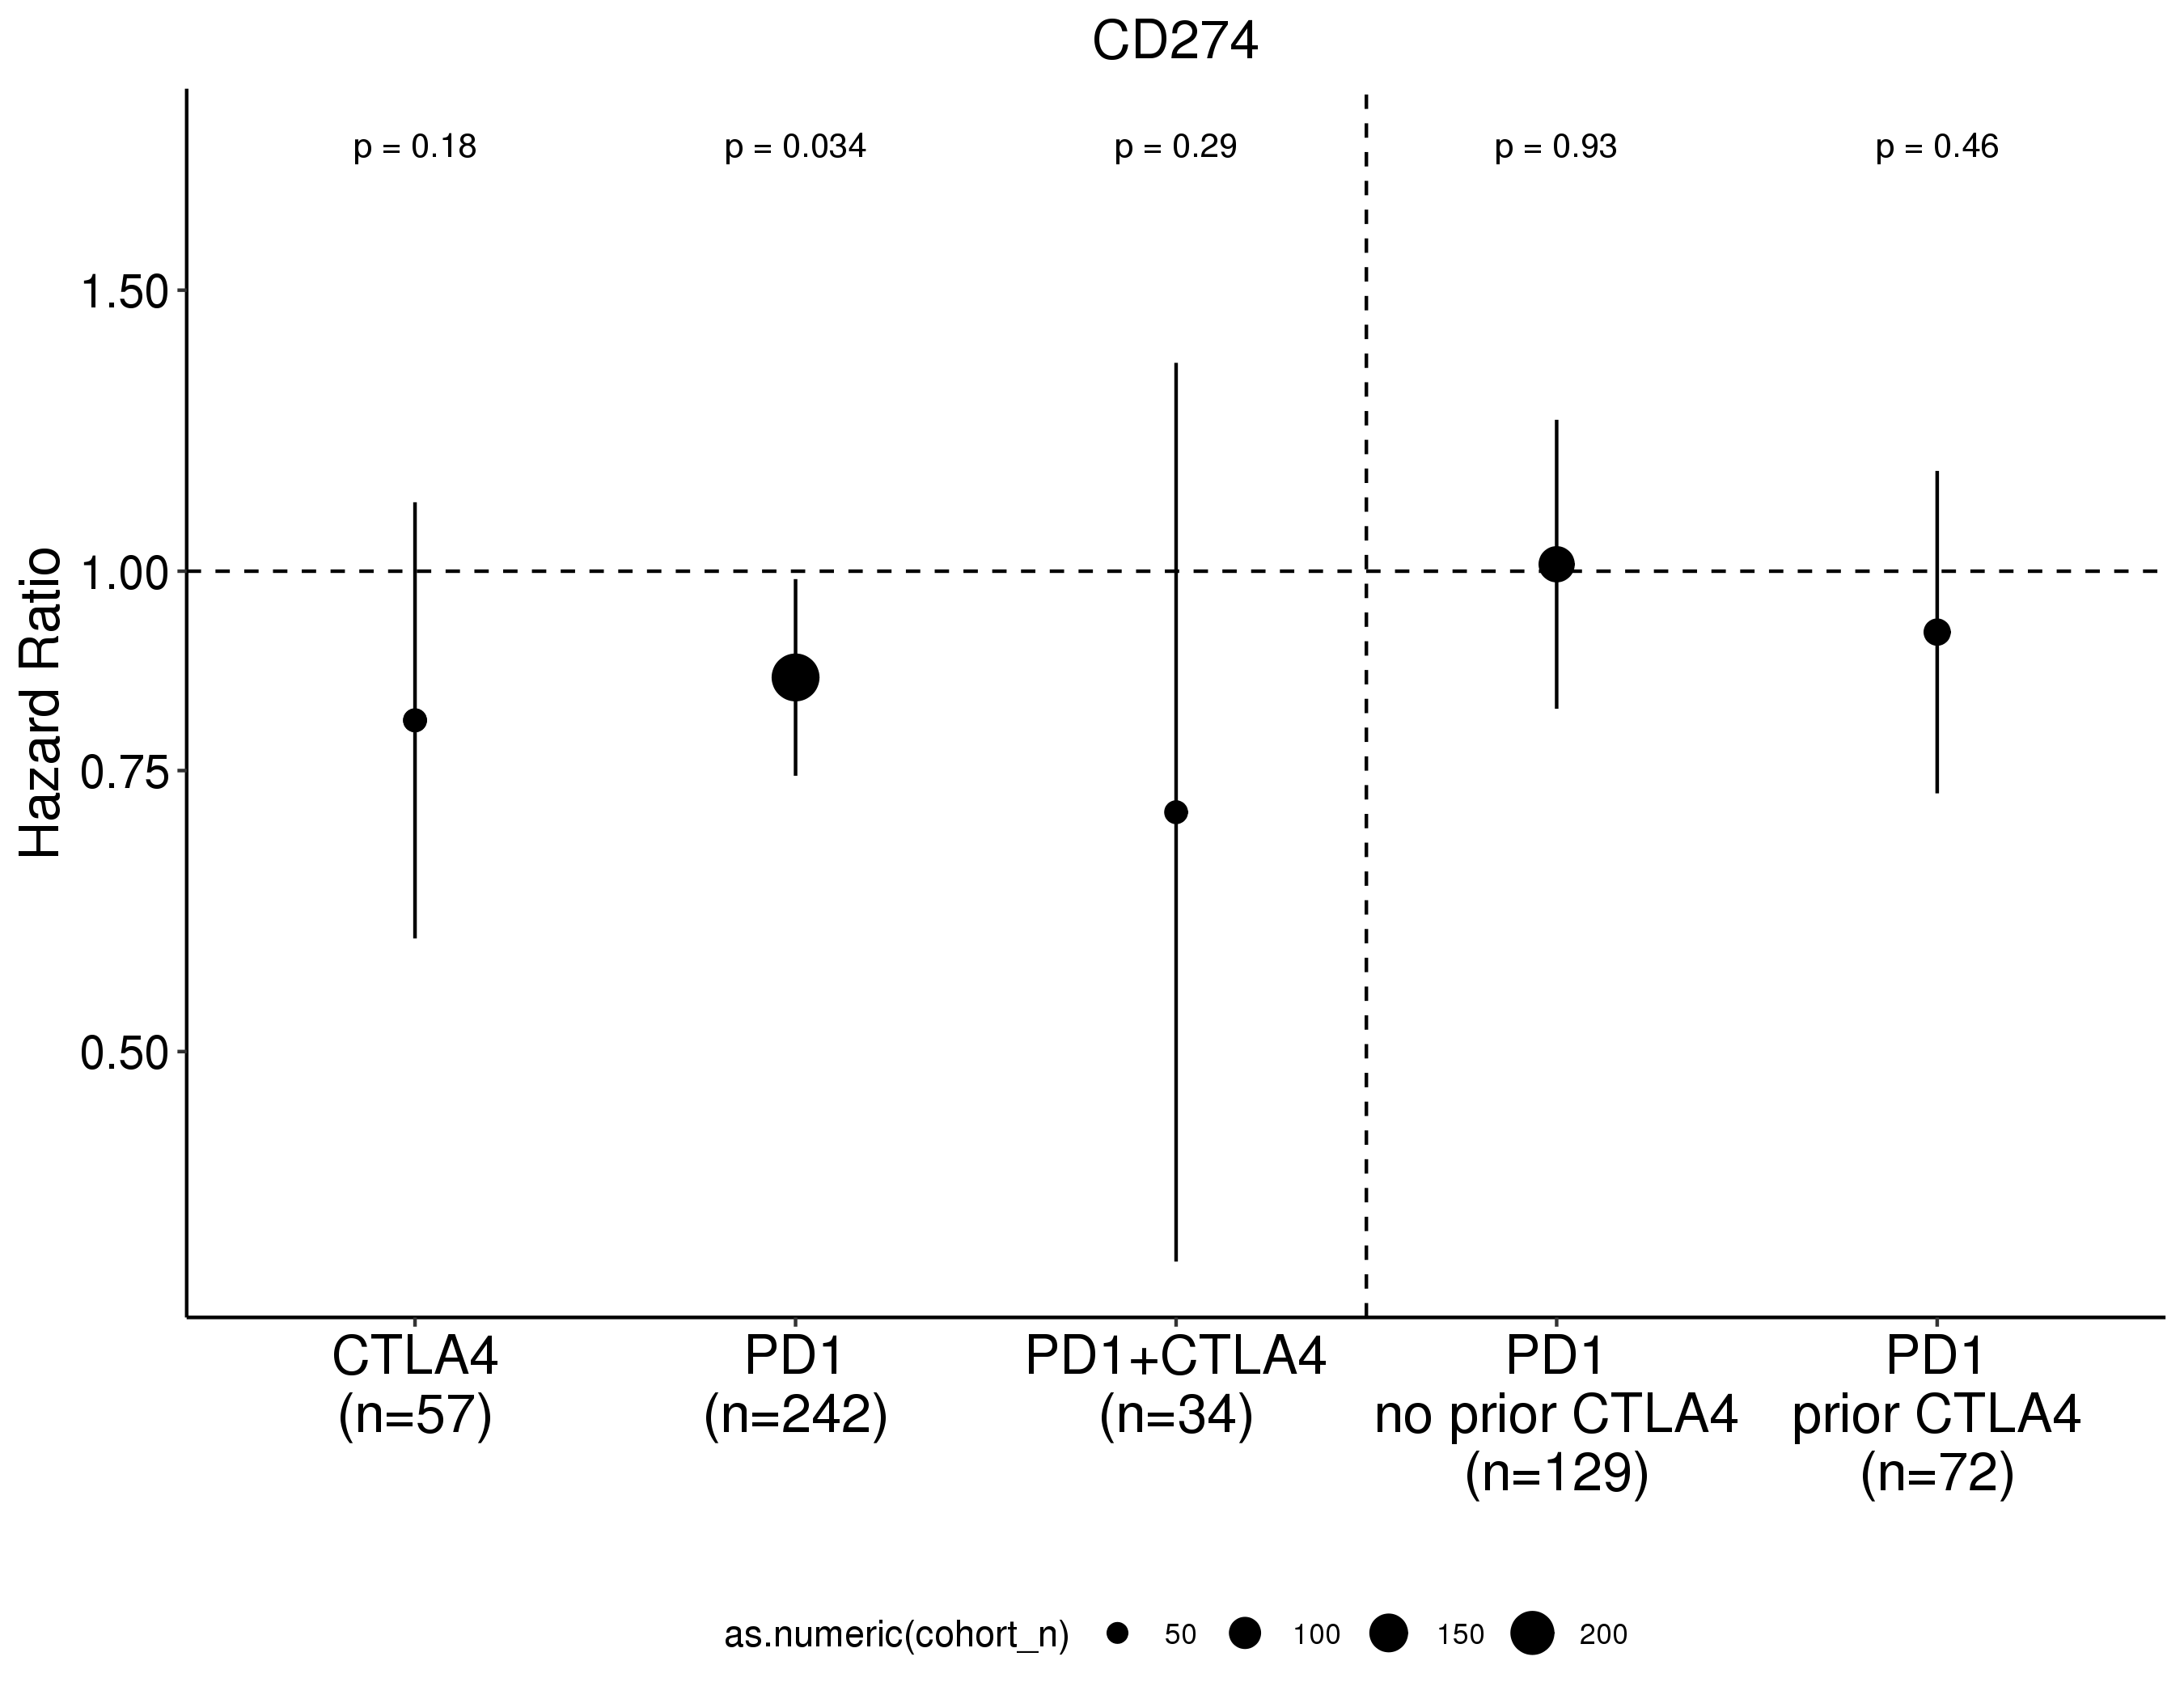 CD274
p = 0.18
p = 0.034
p = 0.29
p = 0.93
p = 0.46
Hazard Ratio
1.50
1.00
0.75
0.50
CTLA4
(n=57)
PD1
(n=242)
PD1+CTLA4
(n=34)
PD1
no prior CTLA4
(n=129)
PD1
prior CTLA4
(n=72)
as.numeric(cohort_n) 50 100 150 200